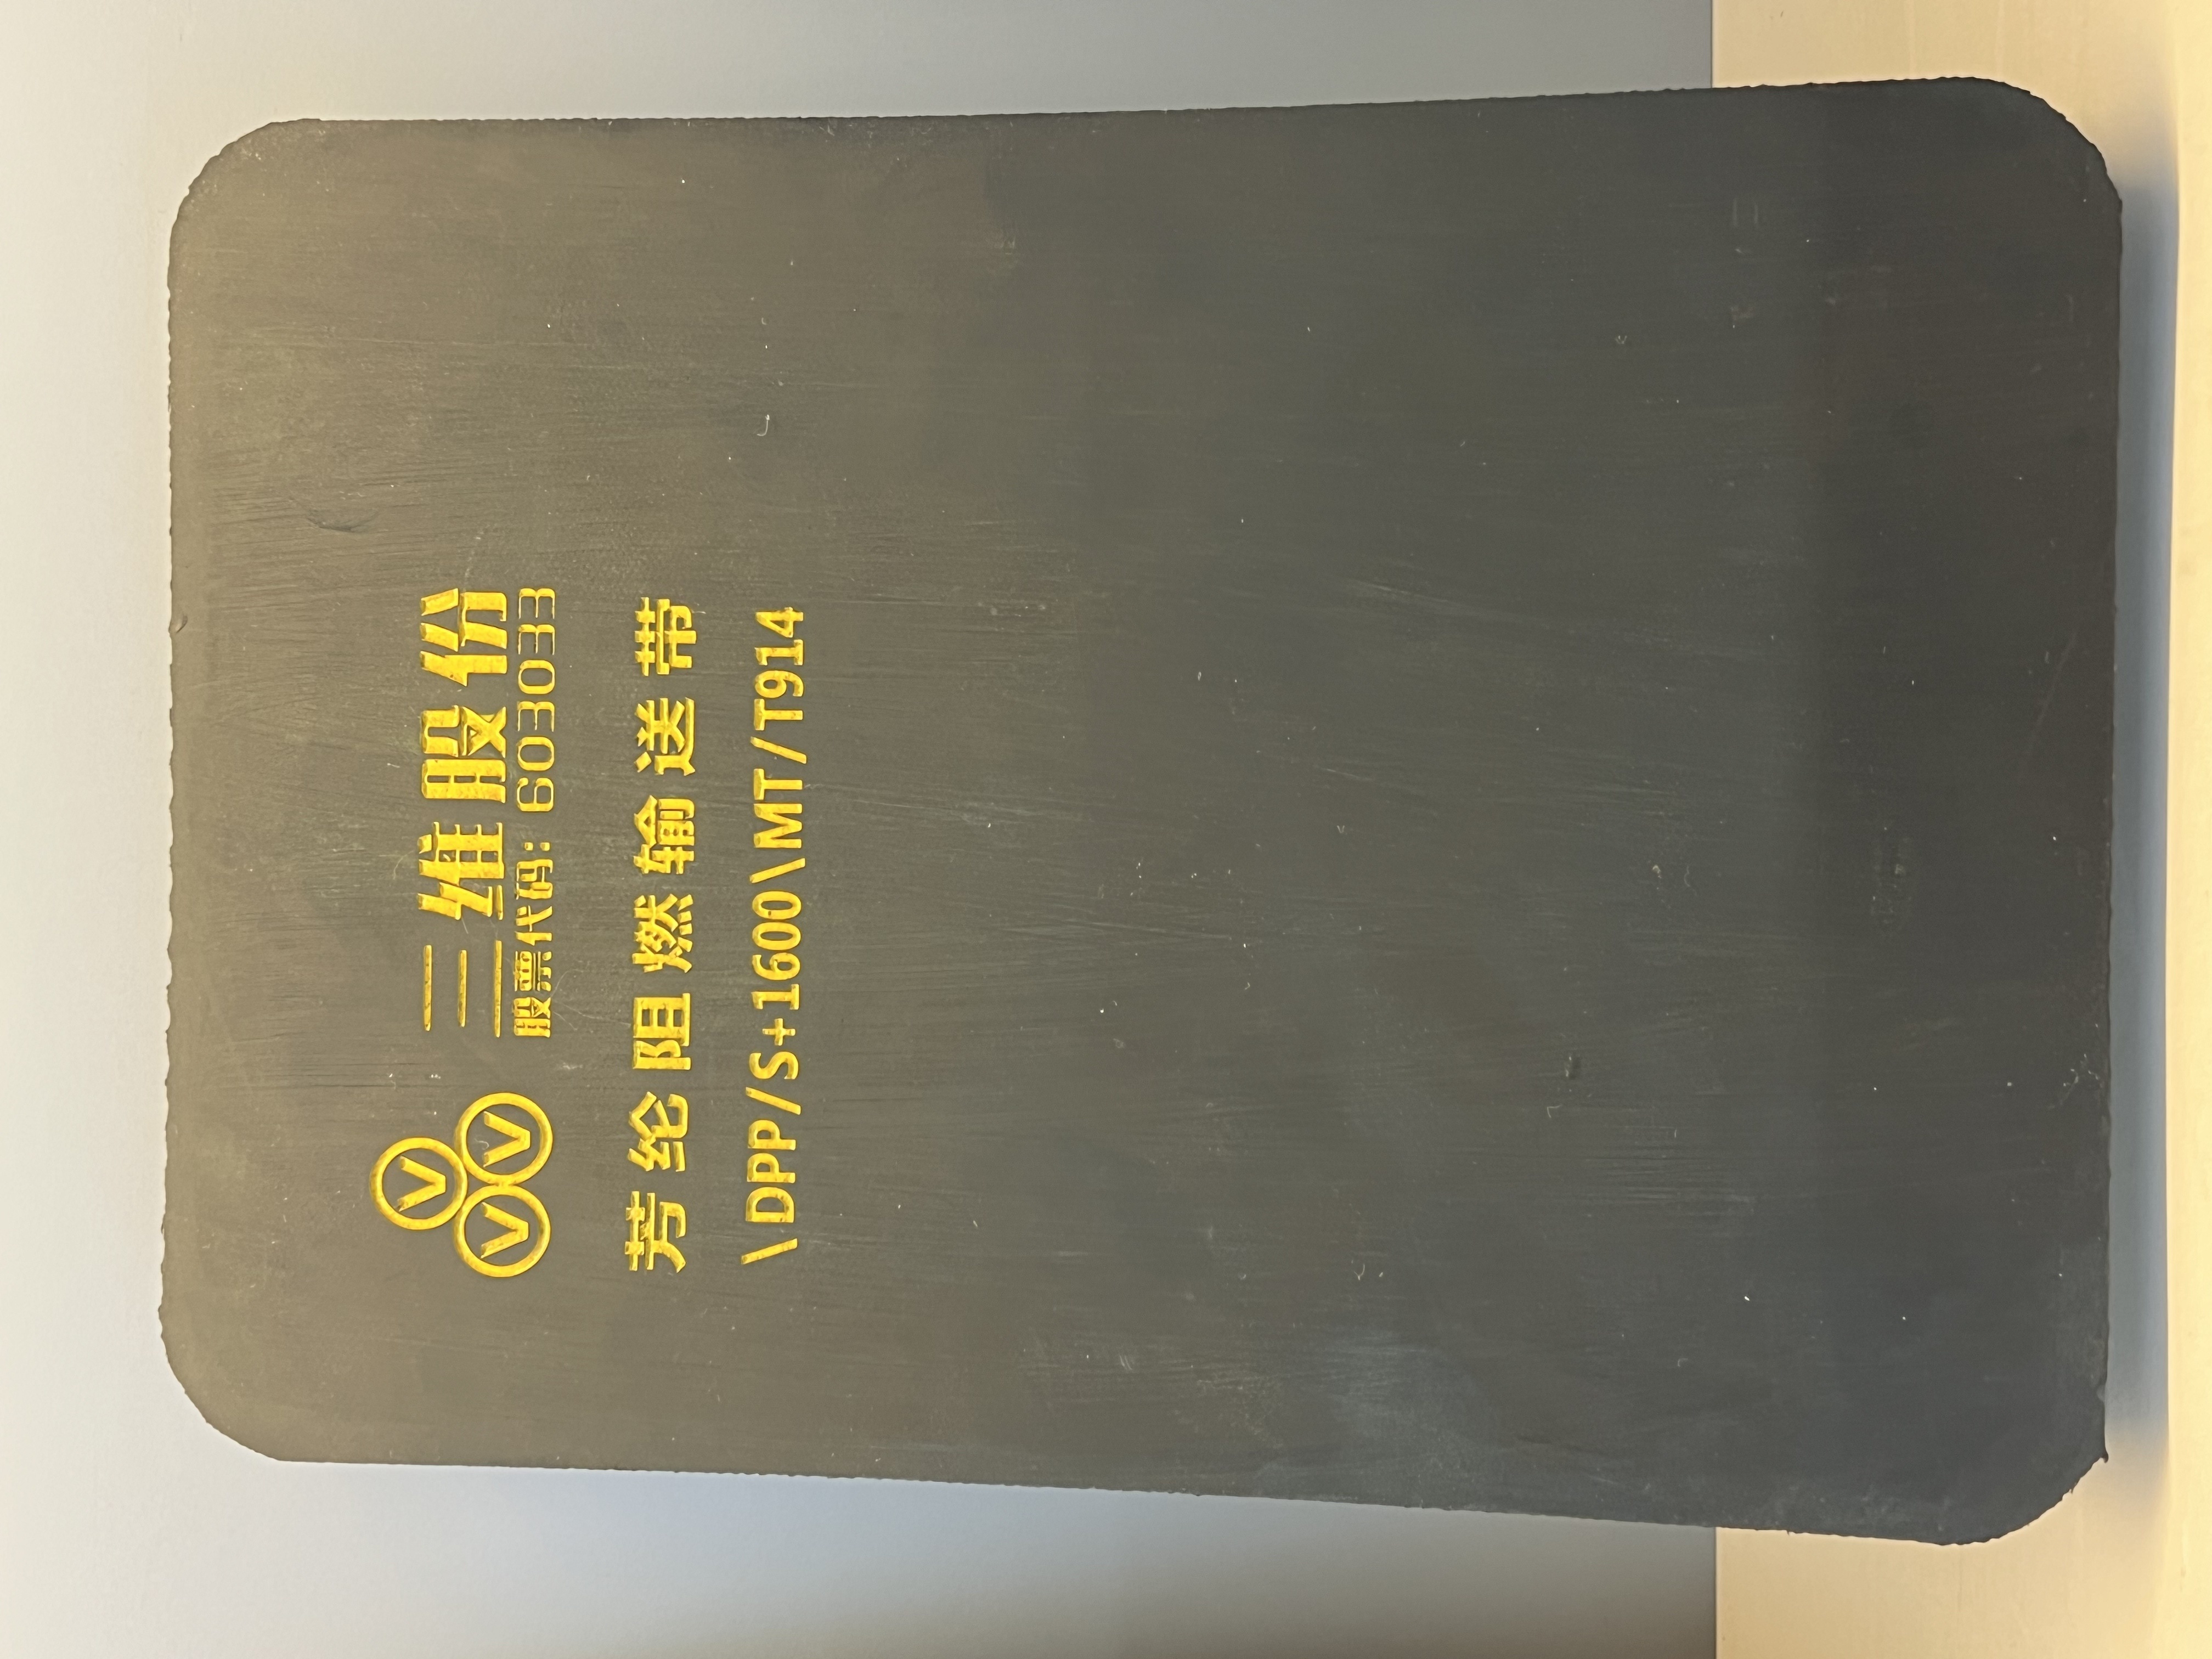 VVV
三维股份
股票代码: 603033
芳纶阻燃输送带
\DPP/S+1600\MT/T914